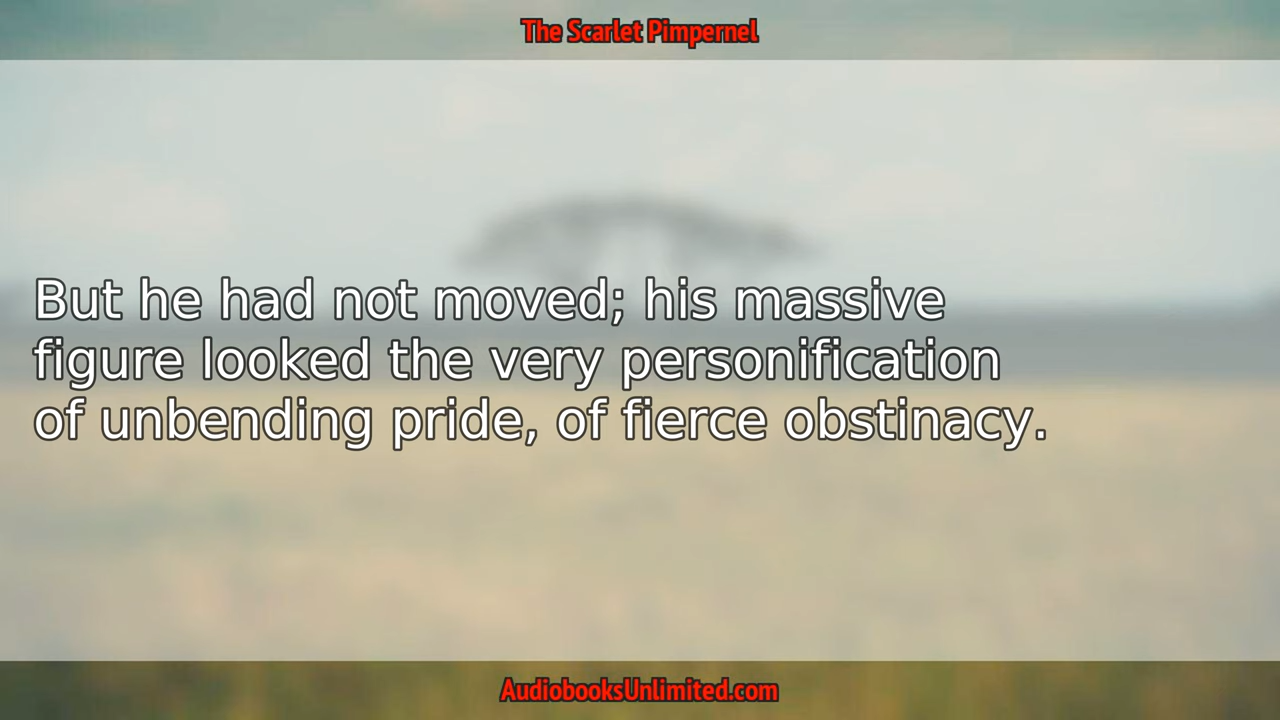 The Scarlet Pimpernel
But he had not moved; his massive
figure looked the very personification
of unbending pride, of fierce obstinacy.
AudiobooksUnlimited.com